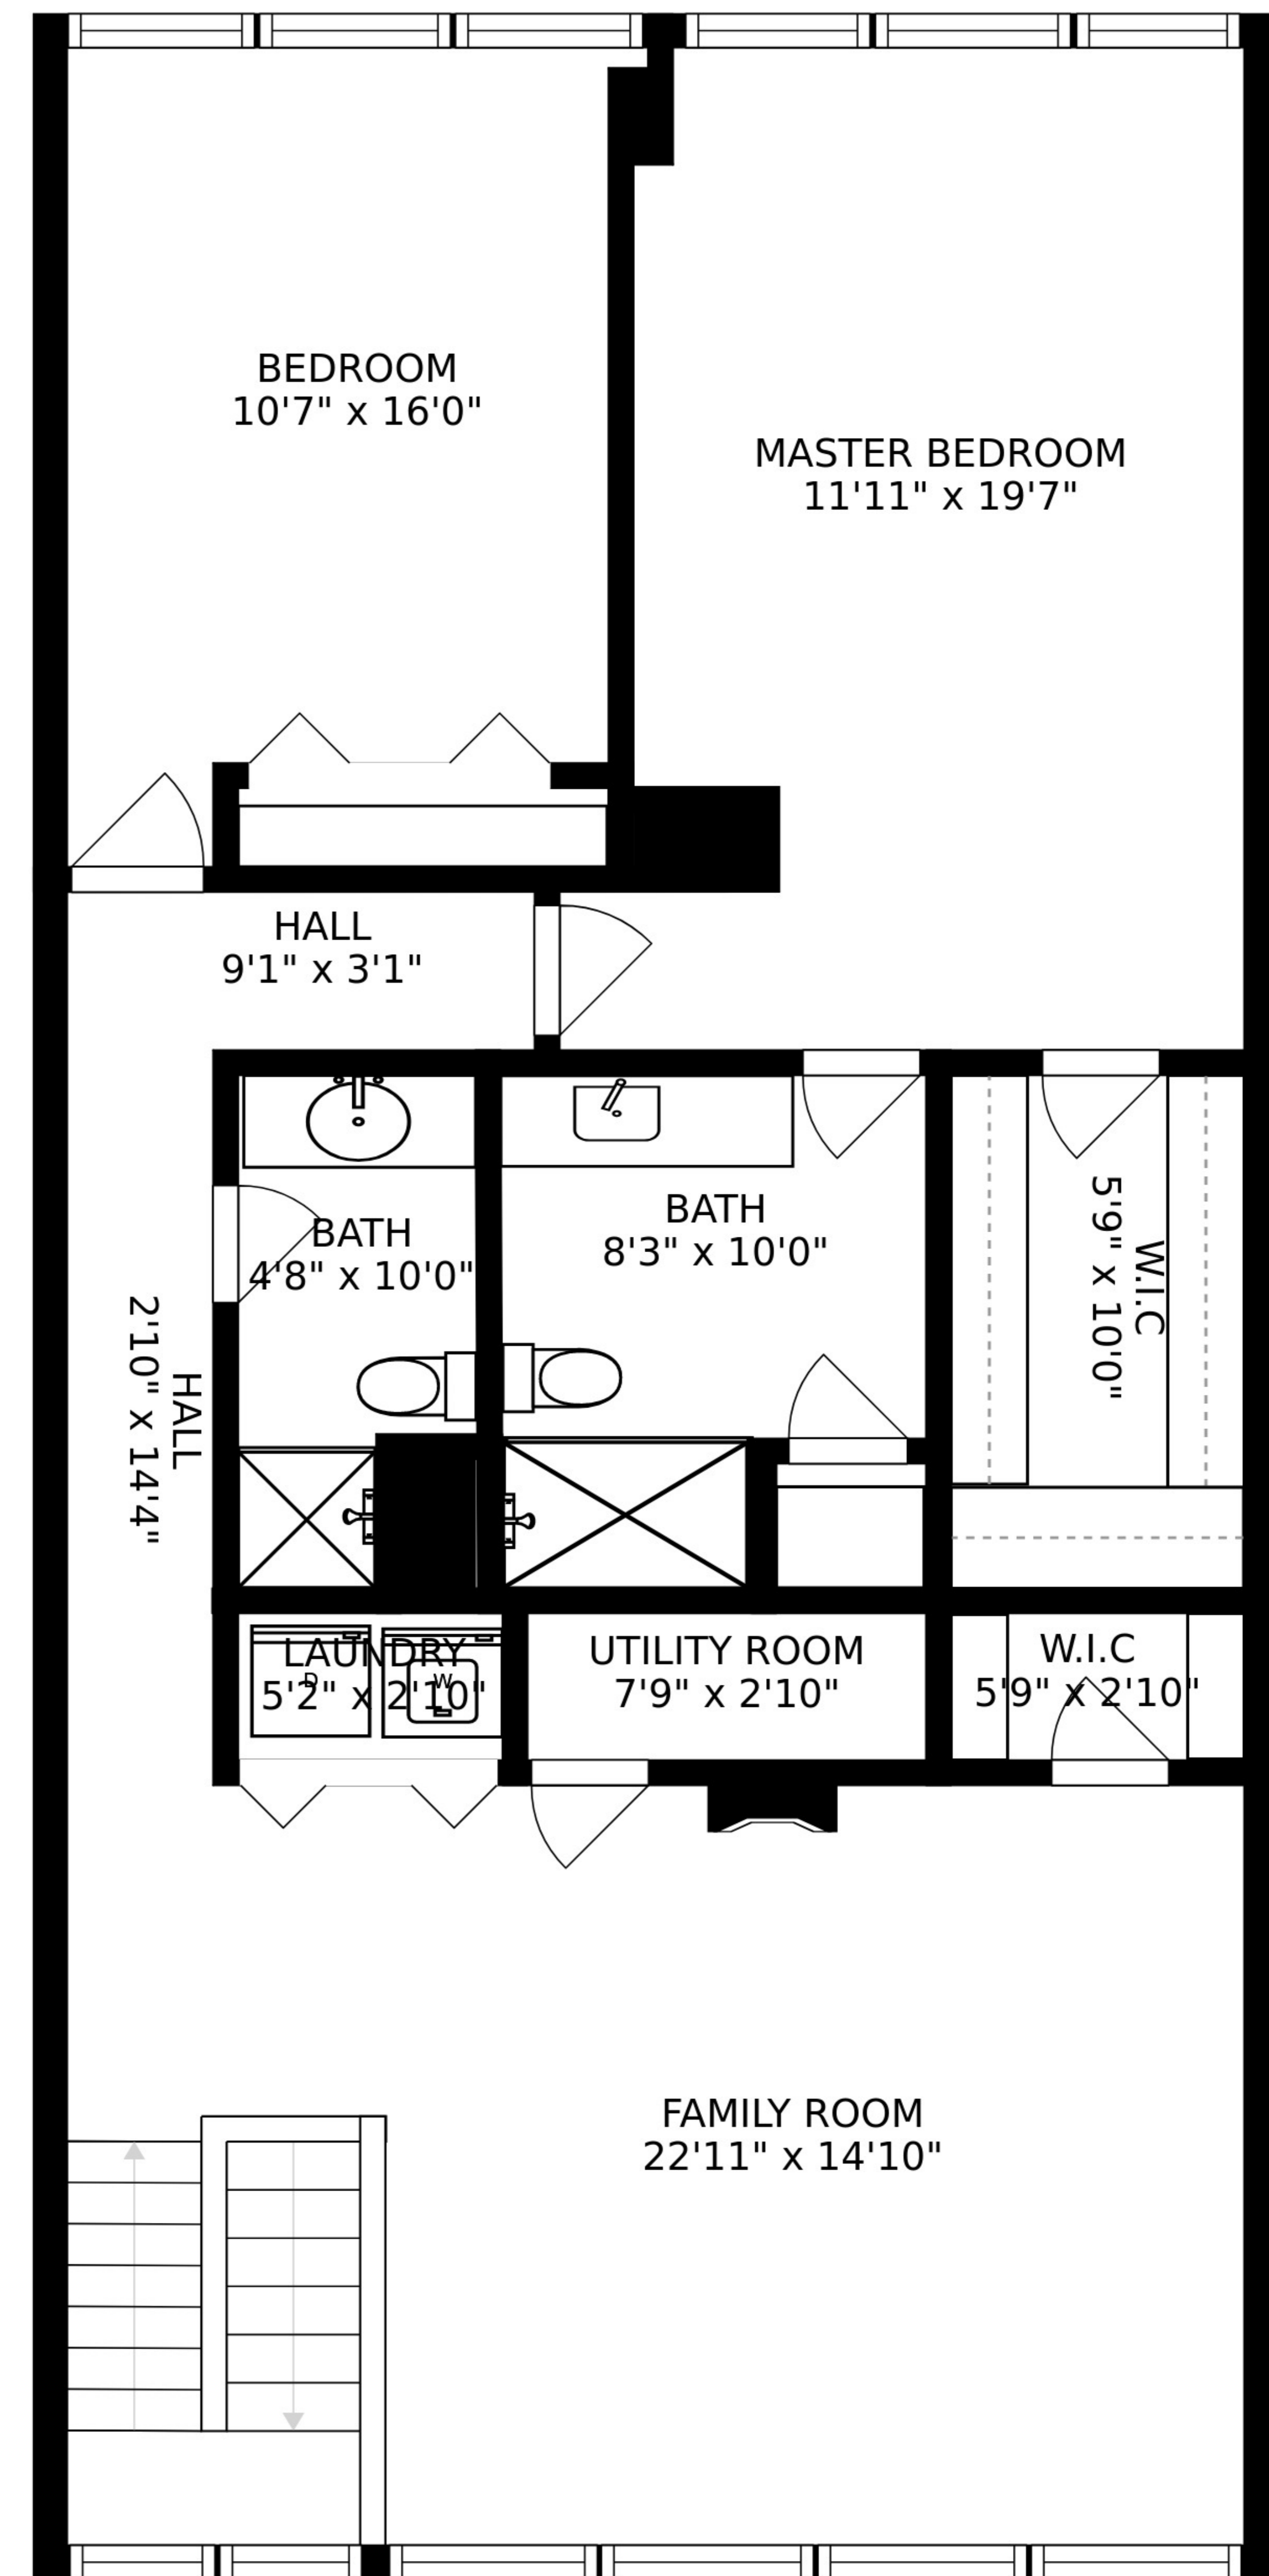 BEDROOM
10'7" x 16'0"
MASTER BEDROOM
11'11" x 19'7"
HALL
9'1" x 3'1"
BATH
4'8" x 10'0"
BATH
8'3" x 10'0"
W.I.C
5'9" x 10'0"
HALL
2'10" x 14'4"
LAUNDRY
5'2" x 2'10"
D
W
UTILITY ROOM
7'9" x 2'10"
W.I.C
5'9" x 2'10"
FAMILY ROOM
22'11" x 14'10"